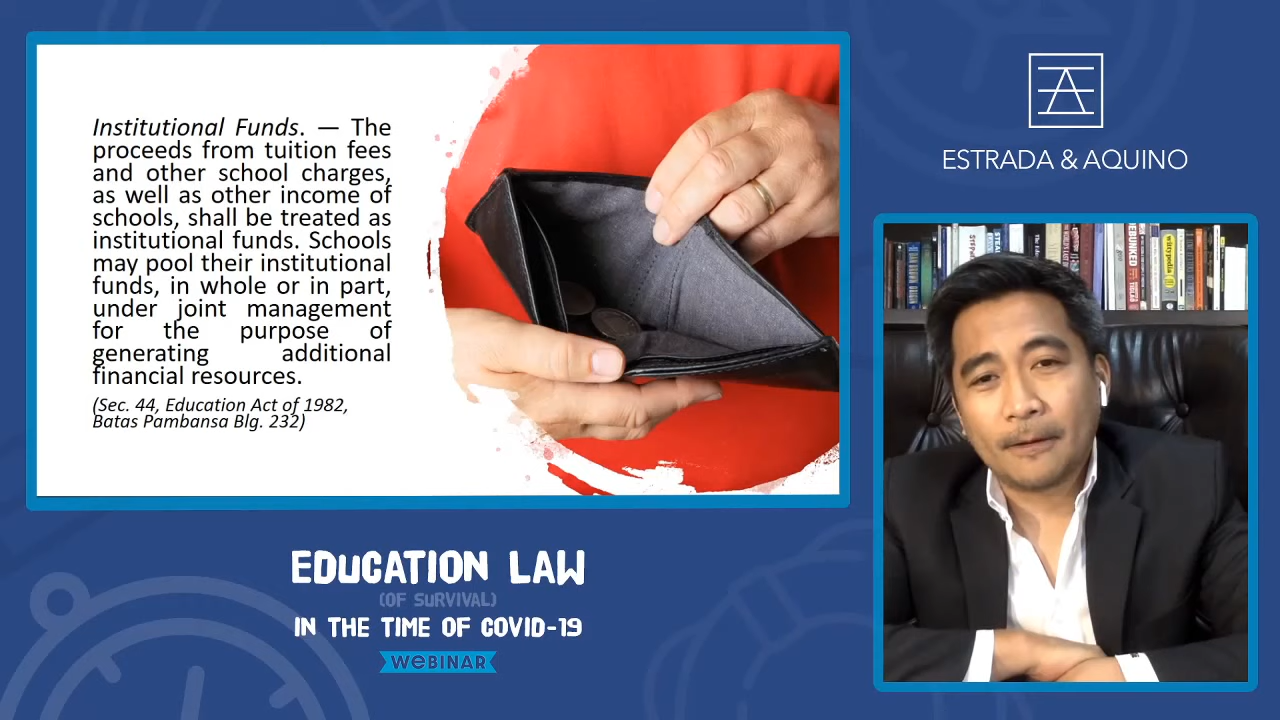 Institutional Funds. — The
proceeds from tuition fees
and other school charges,
as well as other income of
schools, shall be treated as
institutional funds. Schools
may pool their institutional
funds, in whole or in part,
under joint management
for the purpose of
generating additional
financial resources.
(Sec. 44, Education Act of 1982,
Batas Pambansa Blg. 232)
ESTRADA & AQUINO
EDUCATION LAW
(OF SURVIVAL)
IN THE TIME OF COVID-19
WEBINAR